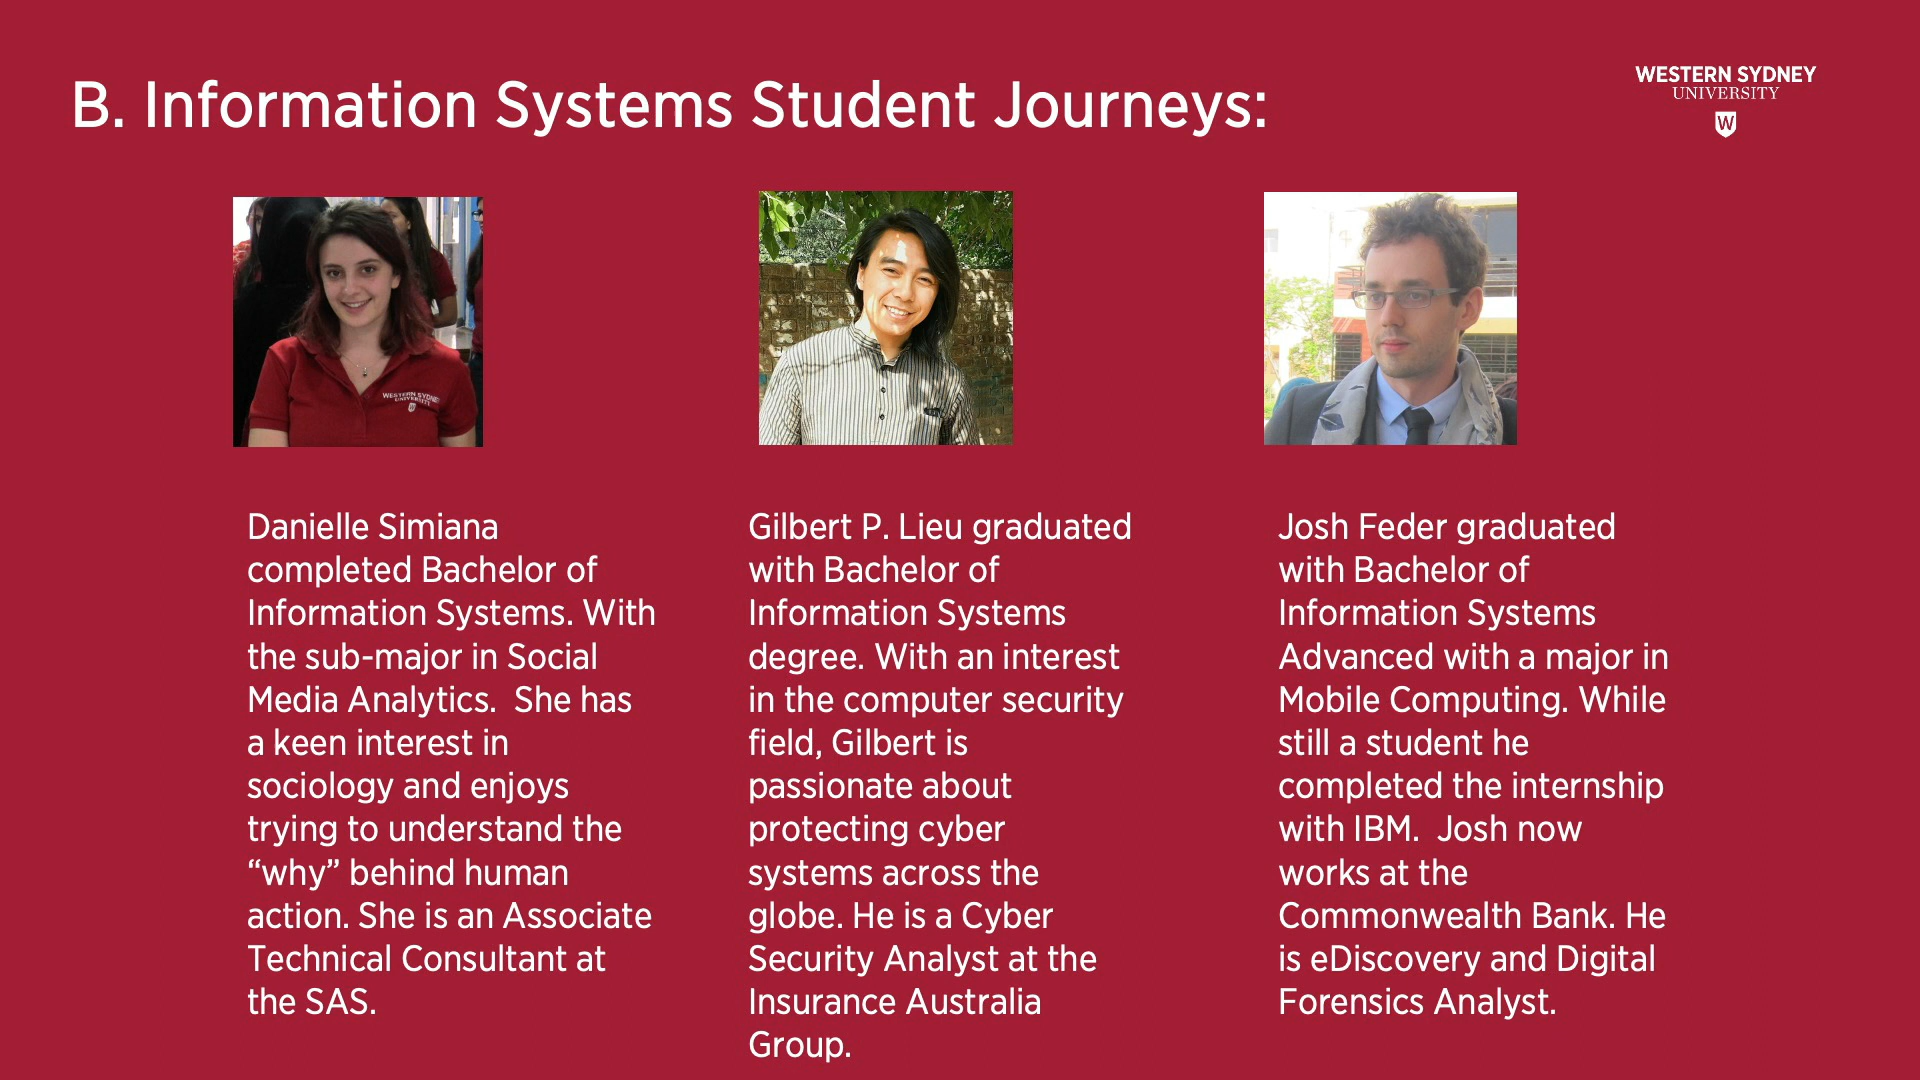 B. Information Systems Student Journeys:
WESTERN SYDNEY
UNIVERSITY
W
WESTERN SYDNEY
UNIVERSITY
Danielle Simiana
completed Bachelor of
Information Systems. With
the sub-major in Social
Media Analytics.  She has
a keen interest in
sociology and enjoys
trying to understand the
“why” behind human
action. She is an Associate
Technical Consultant at
the SAS.
Gilbert P. Lieu graduated
with Bachelor of
Information Systems
degree. With an interest
in the computer security
field, Gilbert is
passionate about
protecting cyber
systems across the
globe. He is a Cyber
Security Analyst at the
Insurance Australia
Group.
Josh Feder graduated
with Bachelor of
Information Systems
Advanced with a major in
Mobile Computing. While
still a student he
completed the internship
with IBM.  Josh now
works at the
Commonwealth Bank. He
is eDiscovery and Digital
Forensics Analyst.